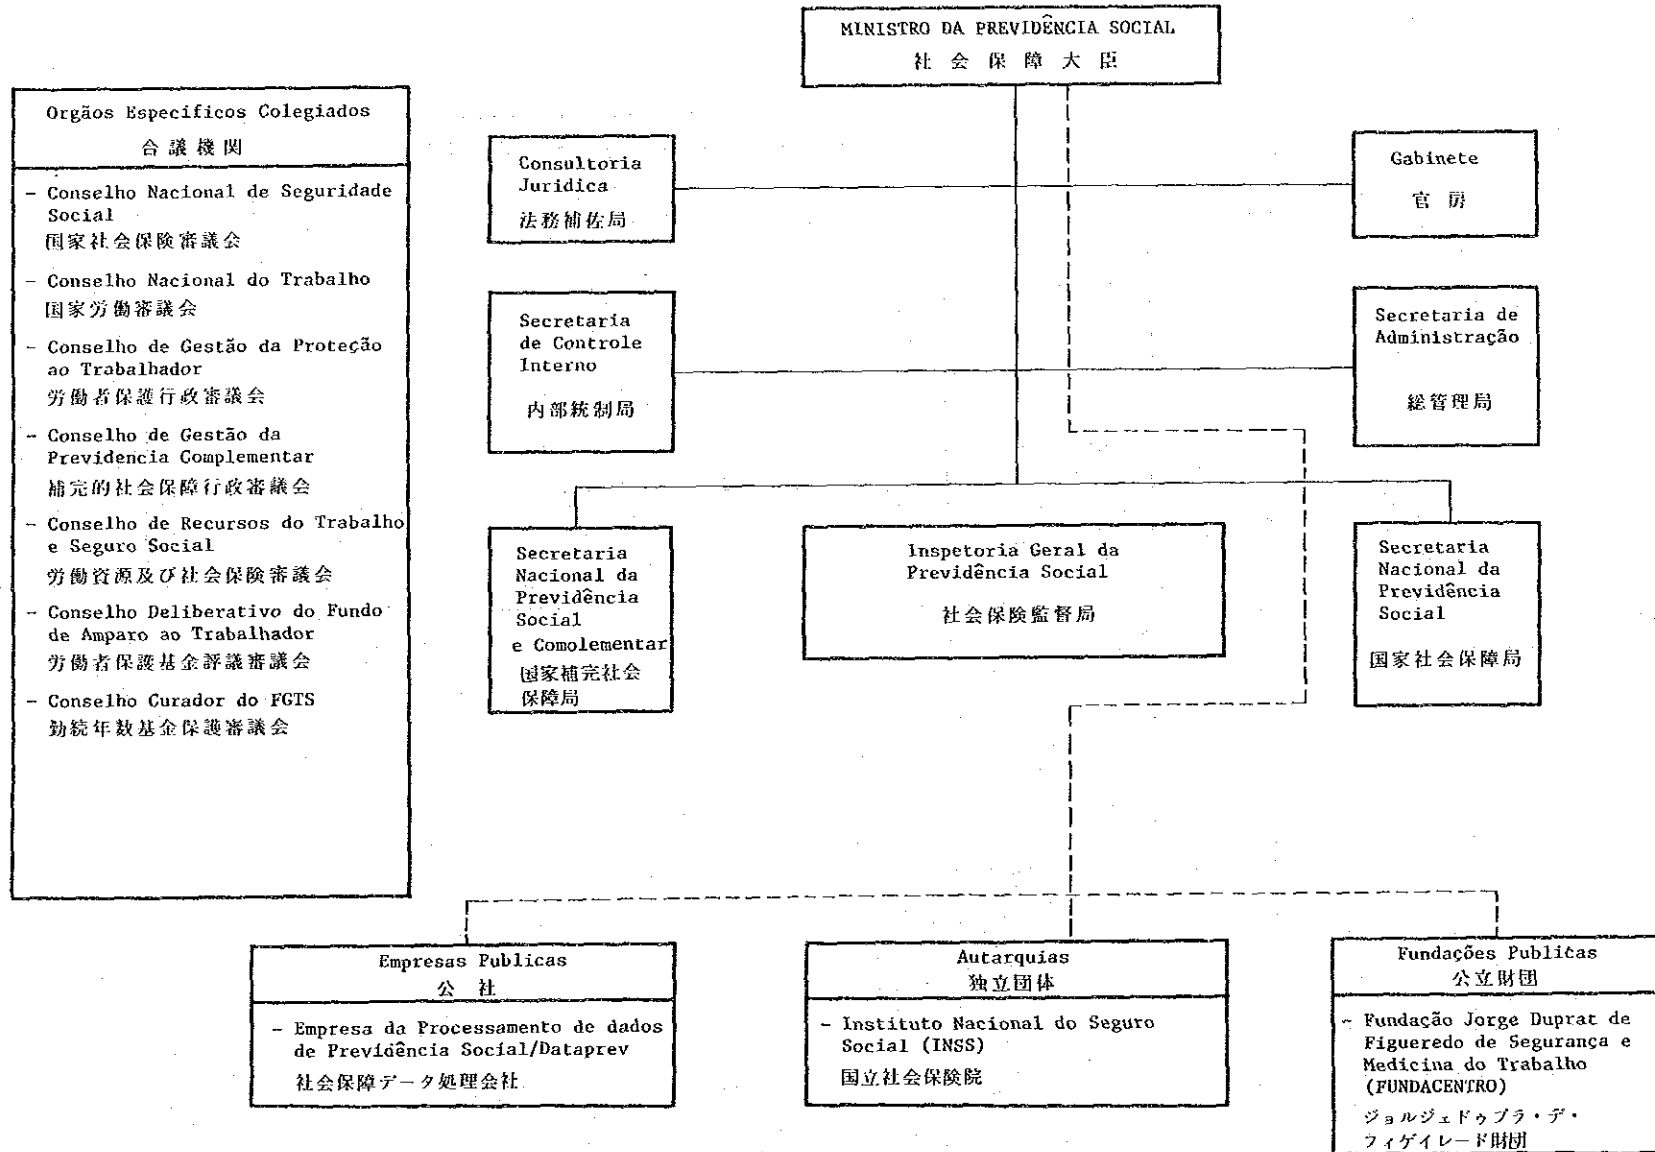 MINISTRO DA PREVIDÊNCIA SOCIAL
社会保障大臣
Orgãos Específicos Colegiados
合議機関
- Conselho Nacional de Seguridade
Social
国家社会保険審議会
- Conselho Nacional do Trabalho
国家労働審議会
- Conselho de Gestão da Proteção
ao Trabalhador
労働者保護行政審議会
- Conselho de Gestão da
Previdencia Complementar
補完的社会保障行政審議会
- Conselho de Recursos do Trabalho
e Seguro Social
労働資源及び社会保険審議会
- Conselho Deliberativo do Fundo
de Amparo ao Trabalhador
労働者保護基金評議審議会
- Conselho Curador do FGTS
勤続年数基金保護審議会
Consultoria
Juridica
法務補佐局
Gabinete
官房
Secretaria
de Controle
Interno
内部統制局
Secretaria de
Administração
総管理局
Secretaria
Nacional da
Previdência
Social
e Comolementar
国家補完社会
保障局
Inspetoria Geral da
Previdência Social
社会保険監督局
Secretaria
Nacional da
Previdência
Social
国家社会保障局
Empresas Publicas
公社
- Empresa da Processamento de dados
de Previdência Social/Dataprev
社会保障データ処理会社
Autarquias
独立団体
- Instituto Nacional do Seguro
Social (INSS)
国立社会保険院
Fundações Publicas
公立財団
- Fundação Jorge Duprat de
Figueredo de Segurança e
Medicina do Trabalho
(FUNDACENTRO)
ジョルジェドゥプラ・デ・
フィゲイレード財団